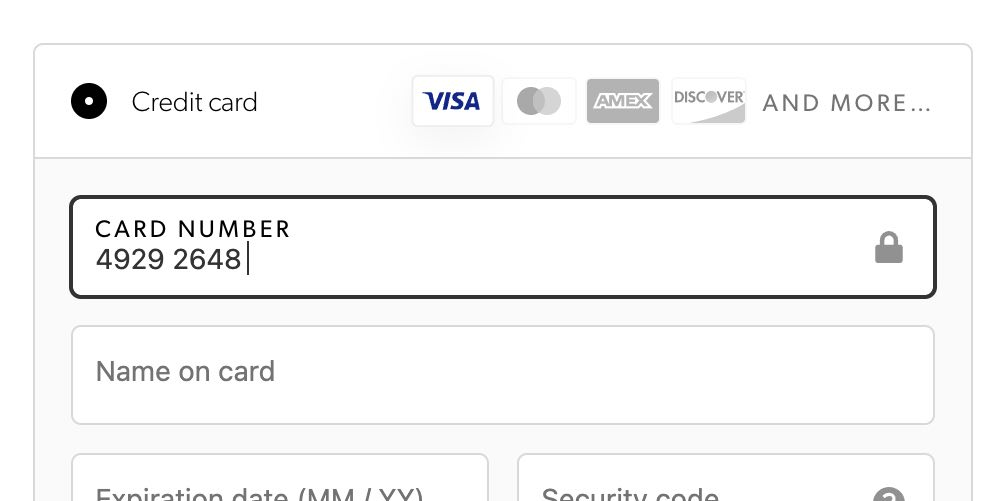 Credit card VISA AMEX DISCOVER AND MORE...
CARD NUMBER
4929 2648
Name on card
Expiration date (MM / YY) Security code ?